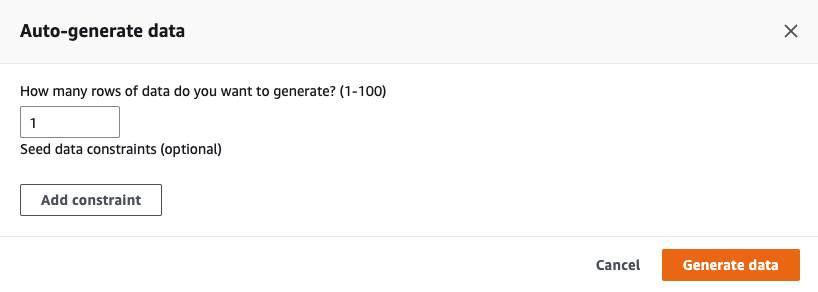 Auto-generate data
How many rows of data do you want to generate? (1-100)
1
Seed data constraints (optional)
Add constraint
Cancel
Generate data